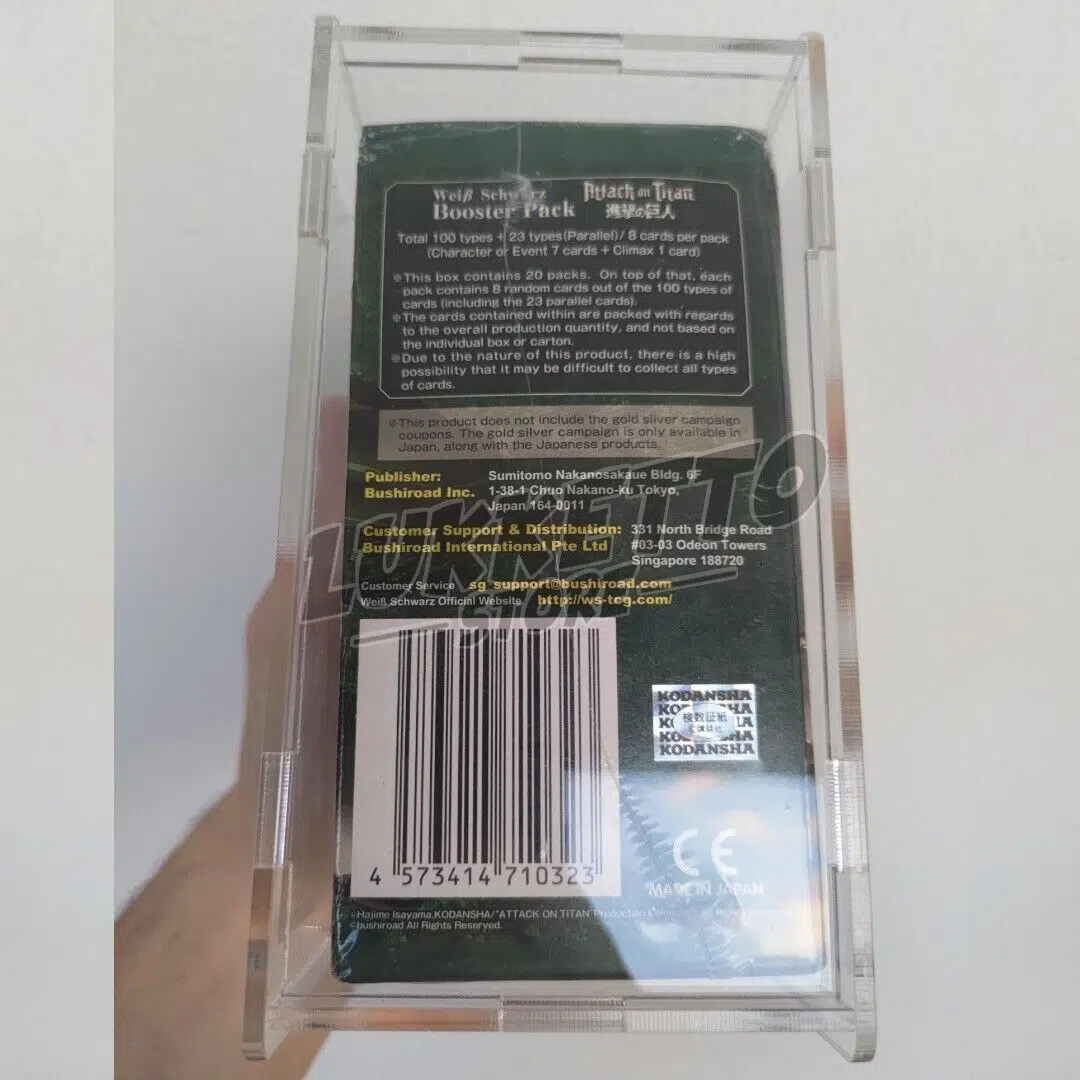 Weiß Schwarz
Booster Pack
Attack on Titan
進撃の巨人
Total 100 types + 23 types(Parallel)/ 8 cards per pack
(Character or Event 7 cards + Climax 1 card)
※This box contains 20 packs. On top of that, each
pack contains 8 random cards out of the 100 types of
cards (including the 23 parallel cards).
※The cards contained within are packed with regards
to the overall production quantity, and not based on
the individual box or carton.
※Due to the nature of this product, there is a high
possibility that it may be difficult to collect all types
of cards.
※This product does not include the gold silver campaign
coupons. The gold silver campaign is only available in
Japan, along with the Japanese products.
Publisher: Sumitomo Nakanosakaue Bldg. 6F
Bushiroad Inc. 1-38-1 Chuo Nakano-ku Tokyo,
Japan 164-0011
Customer Support & Distribution: 331 North Bridge Road
Bushiroad International Pte Ltd #03-03 Odeon Towers
Singapore 188720
Customer Service sg_support@bushiroad.com
Weiß Schwarz Official Website http://ws-tcg.com/
LUKKETTO
STORE
KODANSHA
検数証紙
講談社
KODANSHA
4 573414 710323
CE
MADE IN JAPAN
©Hajime Isayama,KODANSHA/"ATTACK ON TITAN"Production
©bushiroad All Rights Reserved.